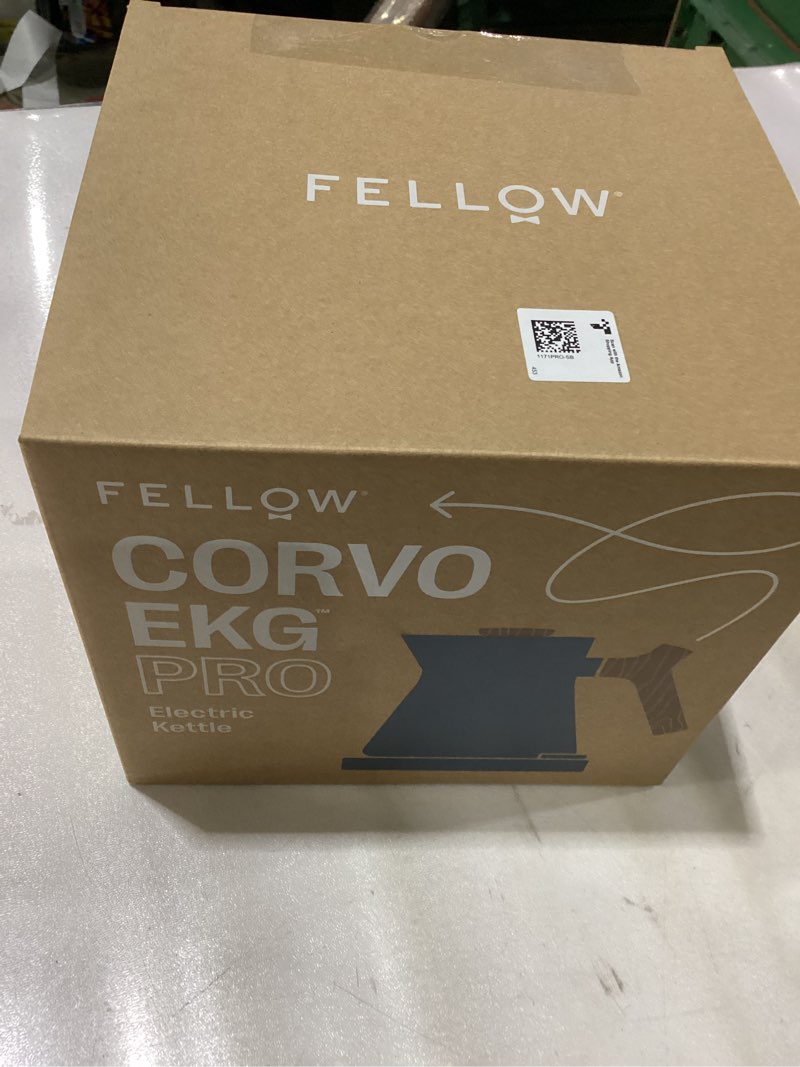 FELLOW®
1171PRO-SB
FELLOW®
CORVO
EKG™
PRO
Electric
Kettle